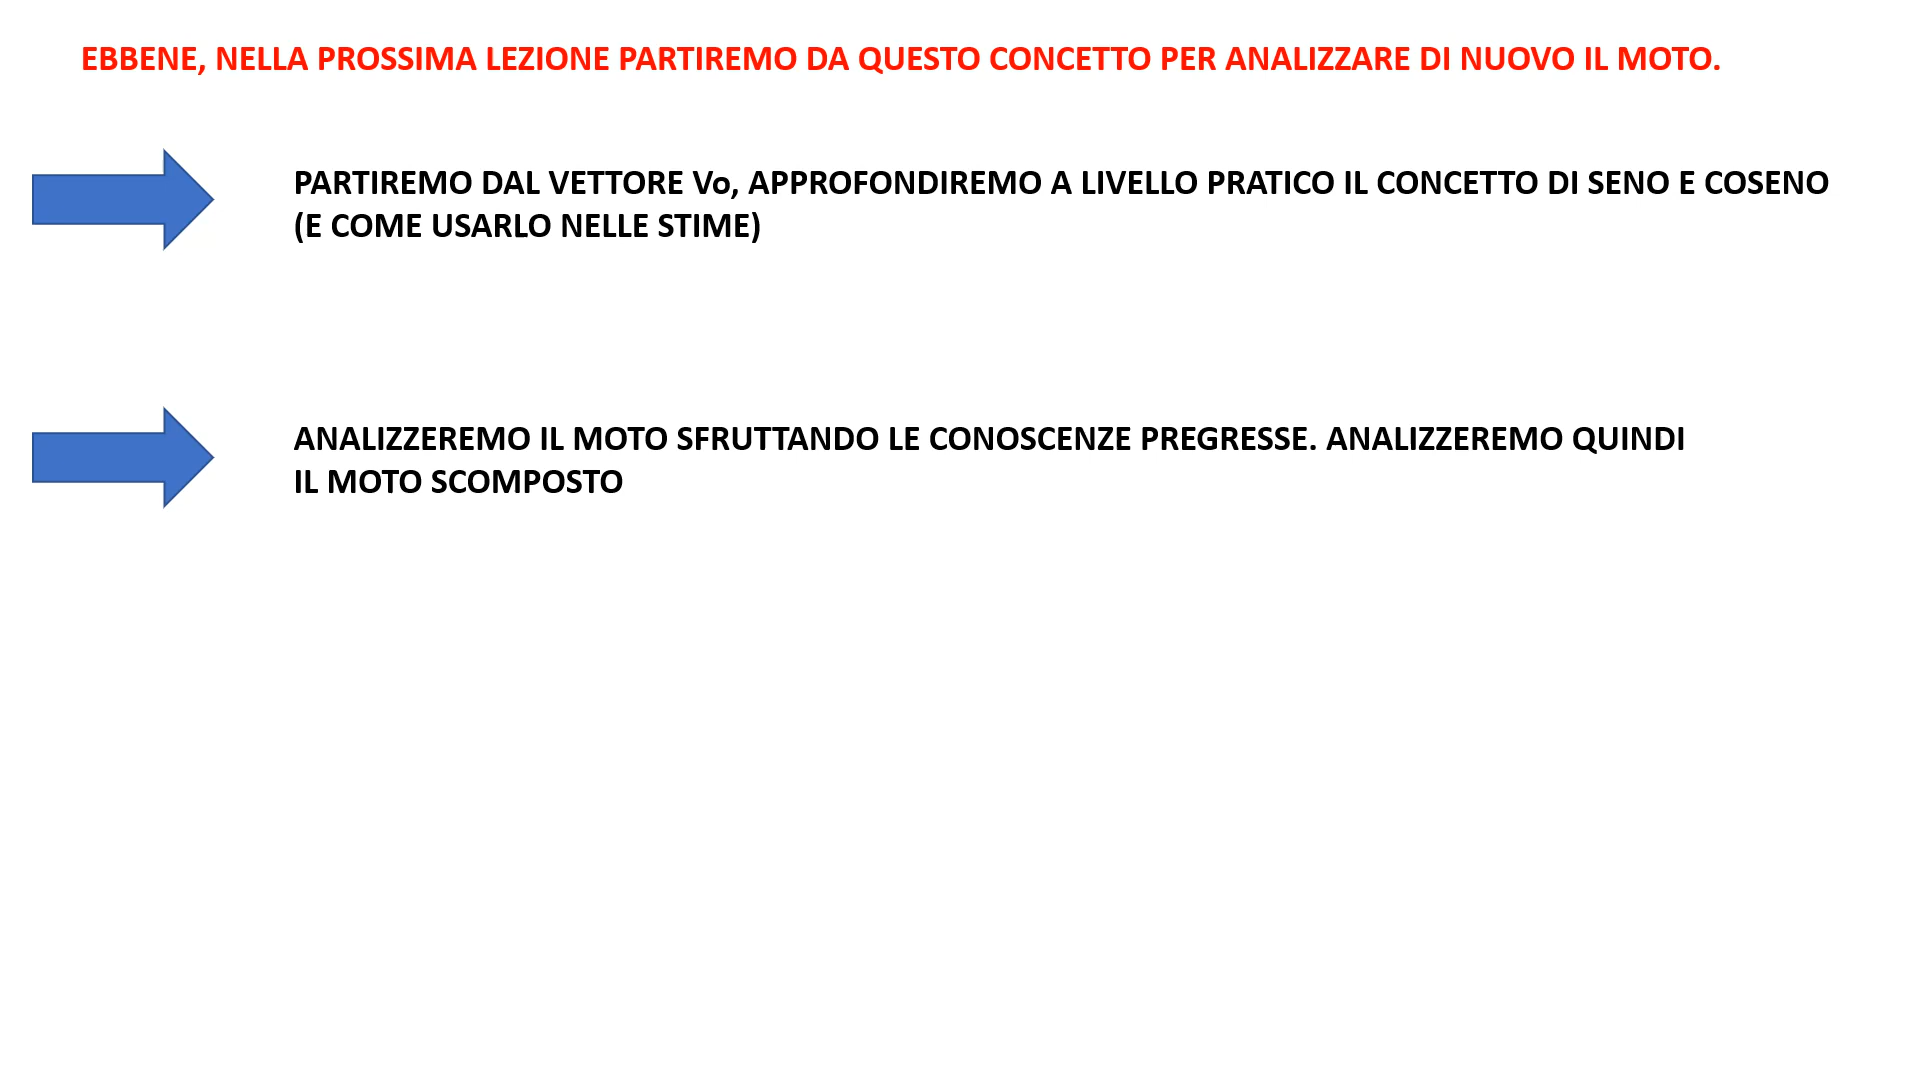 EBBENE, NELLA PROSSIMA LEZIONE PARTIREMO DA QUESTO CONCETTO PER ANALIZZARE DI NUOVO IL MOTO.
PARTIREMO DAL VETTORE Vo, APPROFONDIREMO A LIVELLO PRATICO IL CONCETTO DI SENO E COSENO
(E COME USARLO NELLE STIME)
ANALIZZEREMO IL MOTO SFRUTTANDO LE CONOSCENZE PREGRESSE. ANALIZZEREMO QUINDI
IL MOTO SCOMPOSTO